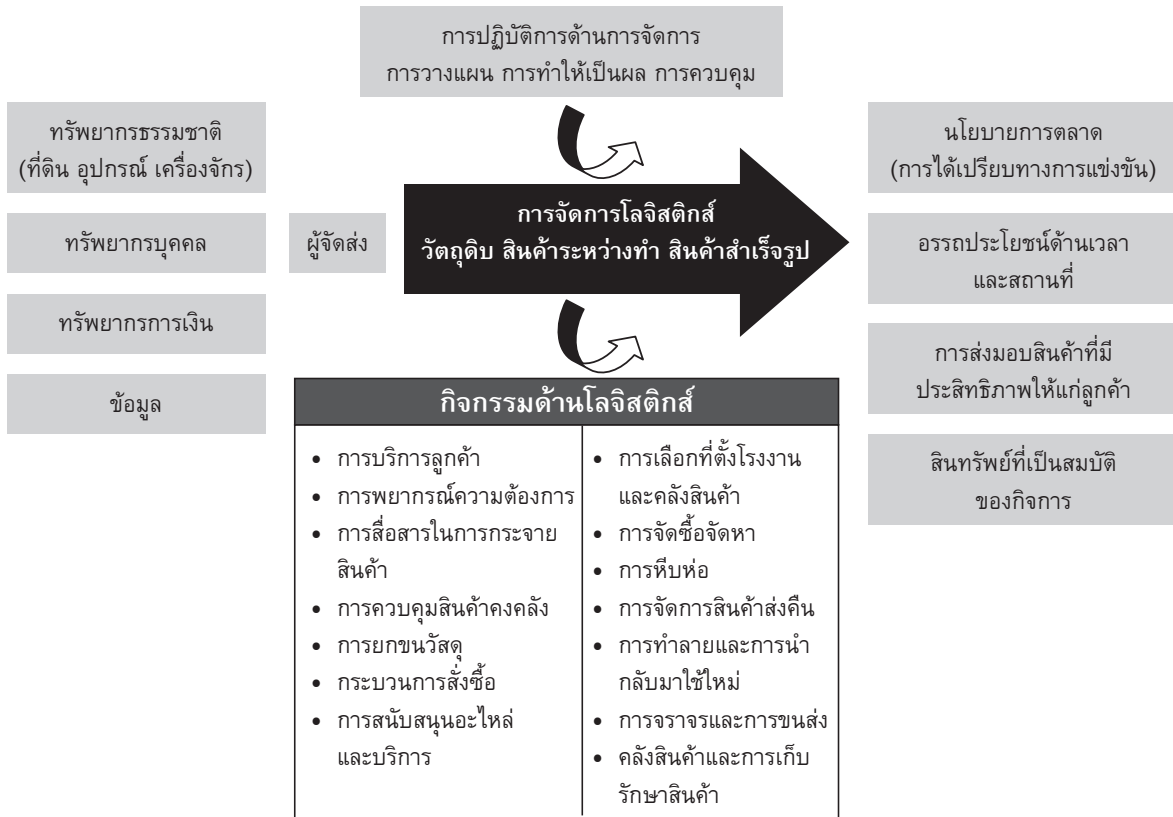 การปฏิบัติการด้านการจัดการ
การวางแผน การทำให้เป็นผล การควบคุม
ทรัพยากรธรรมชาติ
(ที่ดิน อุปกรณ์ เครื่องจักร)
ทรัพยากรบุคคล
ทรัพยากรการเงิน
ข้อมูล
ผู้จัดส่ง
การจัดการโลจิสติกส์
วัตถุดิบ สินค้าระหว่างทำ สินค้าสำเร็จรูป
นโยบายการตลาด
(การได้เปรียบทางการแข่งขัน)
อรรถประโยชน์ด้านเวลา
และสถานที่
การส่งมอบสินค้าที่มี
ประสิทธิภาพให้แก่ลูกค้า
สินทรัพย์ที่เป็นสมบัติ
ของกิจการ
กิจกรรมด้านโลจิสติกส์
• การบริการลูกค้า
• การพยากรณ์ความต้องการ
• การสื่อสารในการกระจาย
สินค้า
• การควบคุมสินค้าคงคลัง
• การยกขนวัสดุ
• กระบวนการสั่งซื้อ
• การสนับสนุนอะไหล่
และบริการ
• การเลือกที่ตั้งโรงงาน
และคลังสินค้า
• การจัดซื้อจัดหา
• การหีบห่อ
• การจัดการสินค้าส่งคืน
• การทำลายและการนำ
กลับมาใช้ใหม่
• การจราจรและการขนส่ง
• คลังสินค้าและการเก็บ
รักษาสินค้า